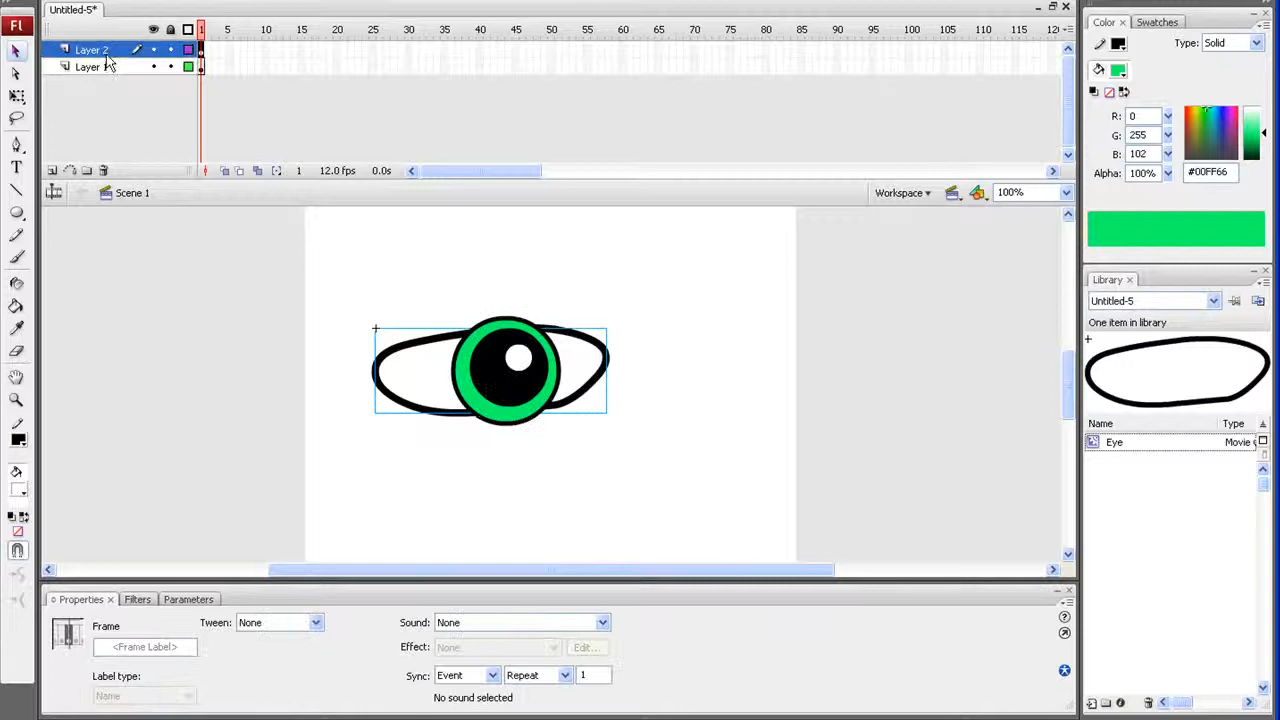 Untitled-5*
Fl
1 5 10 15 20 25 30 35 40 45 50 55 60 65 70 75 80 85 90 95 100 105 110 115
Layer 2
Layer
1 12.0 fps 0.0s
Scene 1
Workspace
100%
Color × Swatches
Type: Solid
R: 0
G: 255
B: 102
Alpha: 100% #00FF66
Library ×
Untitled-5
One item in library
Name Type
Eye Movie
Properties × Filters Parameters
Frame
<Frame Label>
Label type:
Name
Tween: None
Sound: None
Effect: None Edit...
Sync: Event Repeat 1
No sound selected